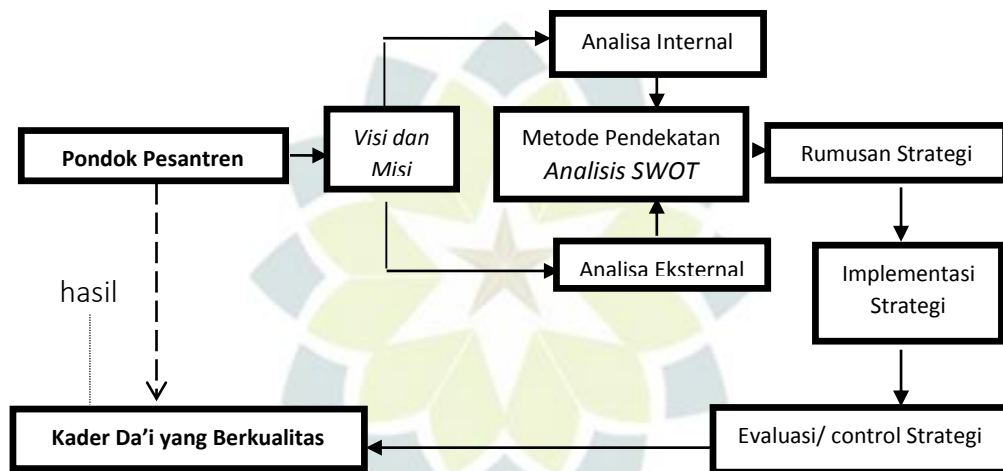 Analisa Internal
Pondok Pesantren
Visi dan
Misi
Metode Pendekatan
Analisis SWOT
Rumusan Strategi
Analisa Eksternal
Implementasi
Strategi
hasil
Kader Da’i yang Berkualitas
Evaluasi/ control Strategi